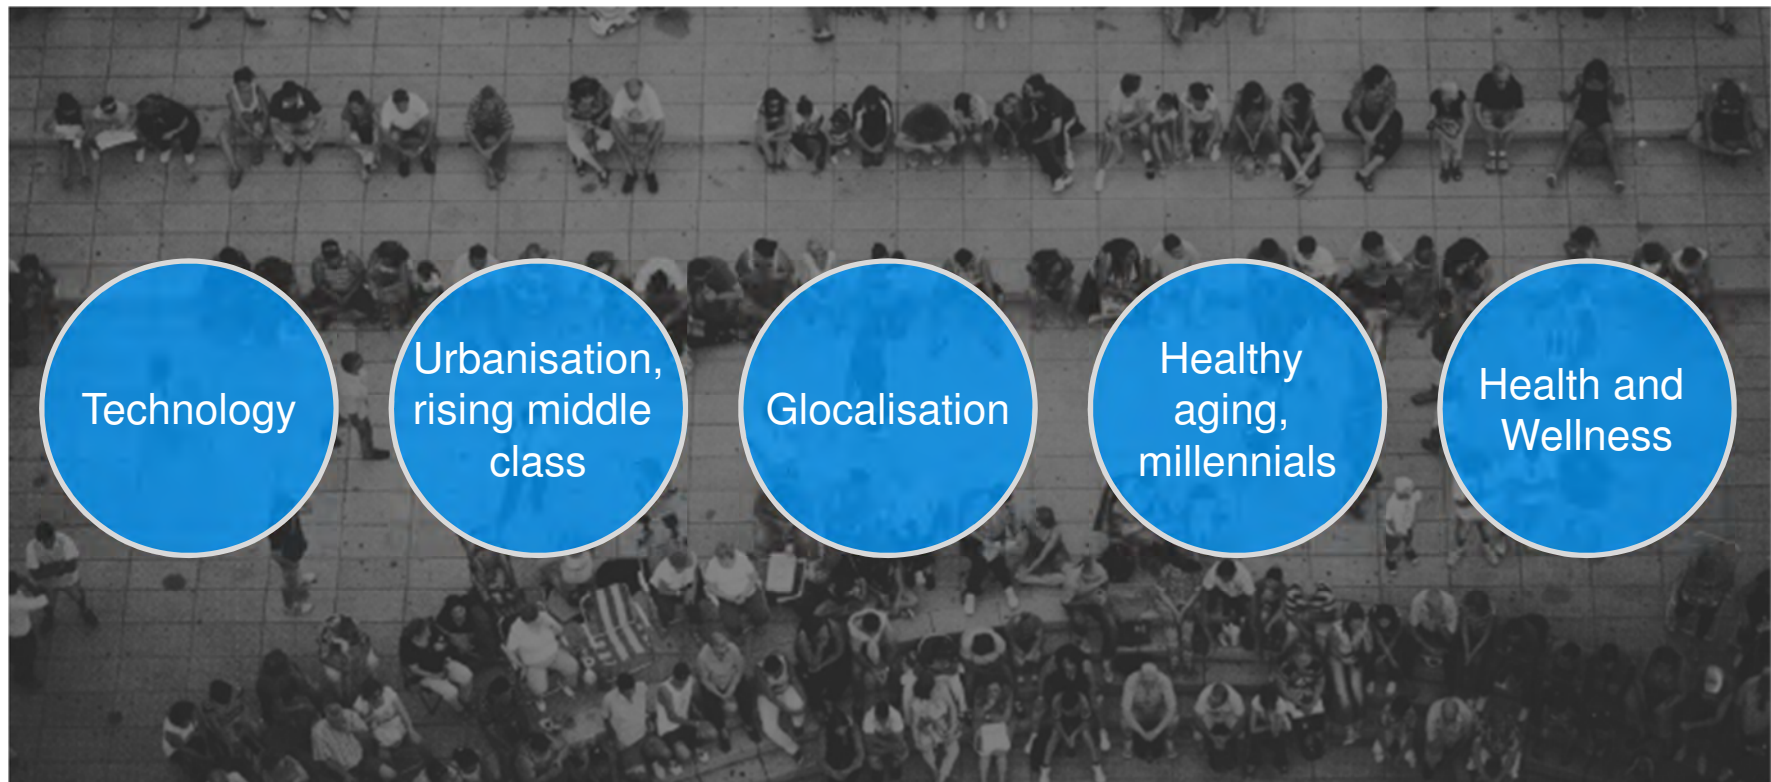 Technology
Urbanisation,
rising middle
class
Glocalisation
Healthy
aging,
millennials
Health and
Wellness